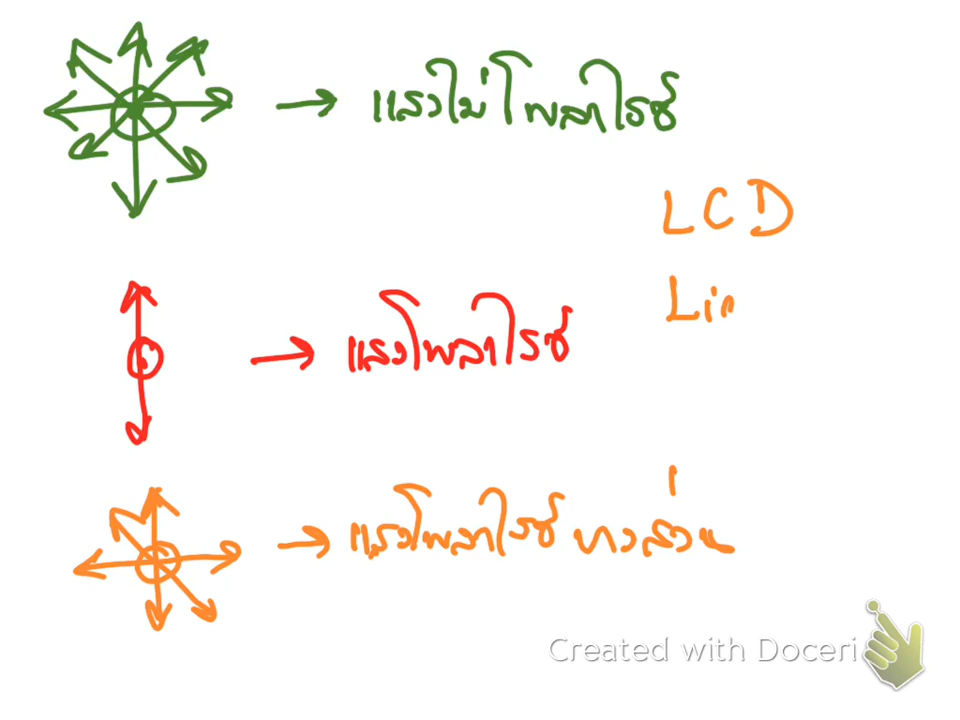 แสงไม่โพลาไรซ์
LCD
Lin
แสงโพลาไรซ์
แสงโพลาไรซ์บางส่วน
Created with Doceri